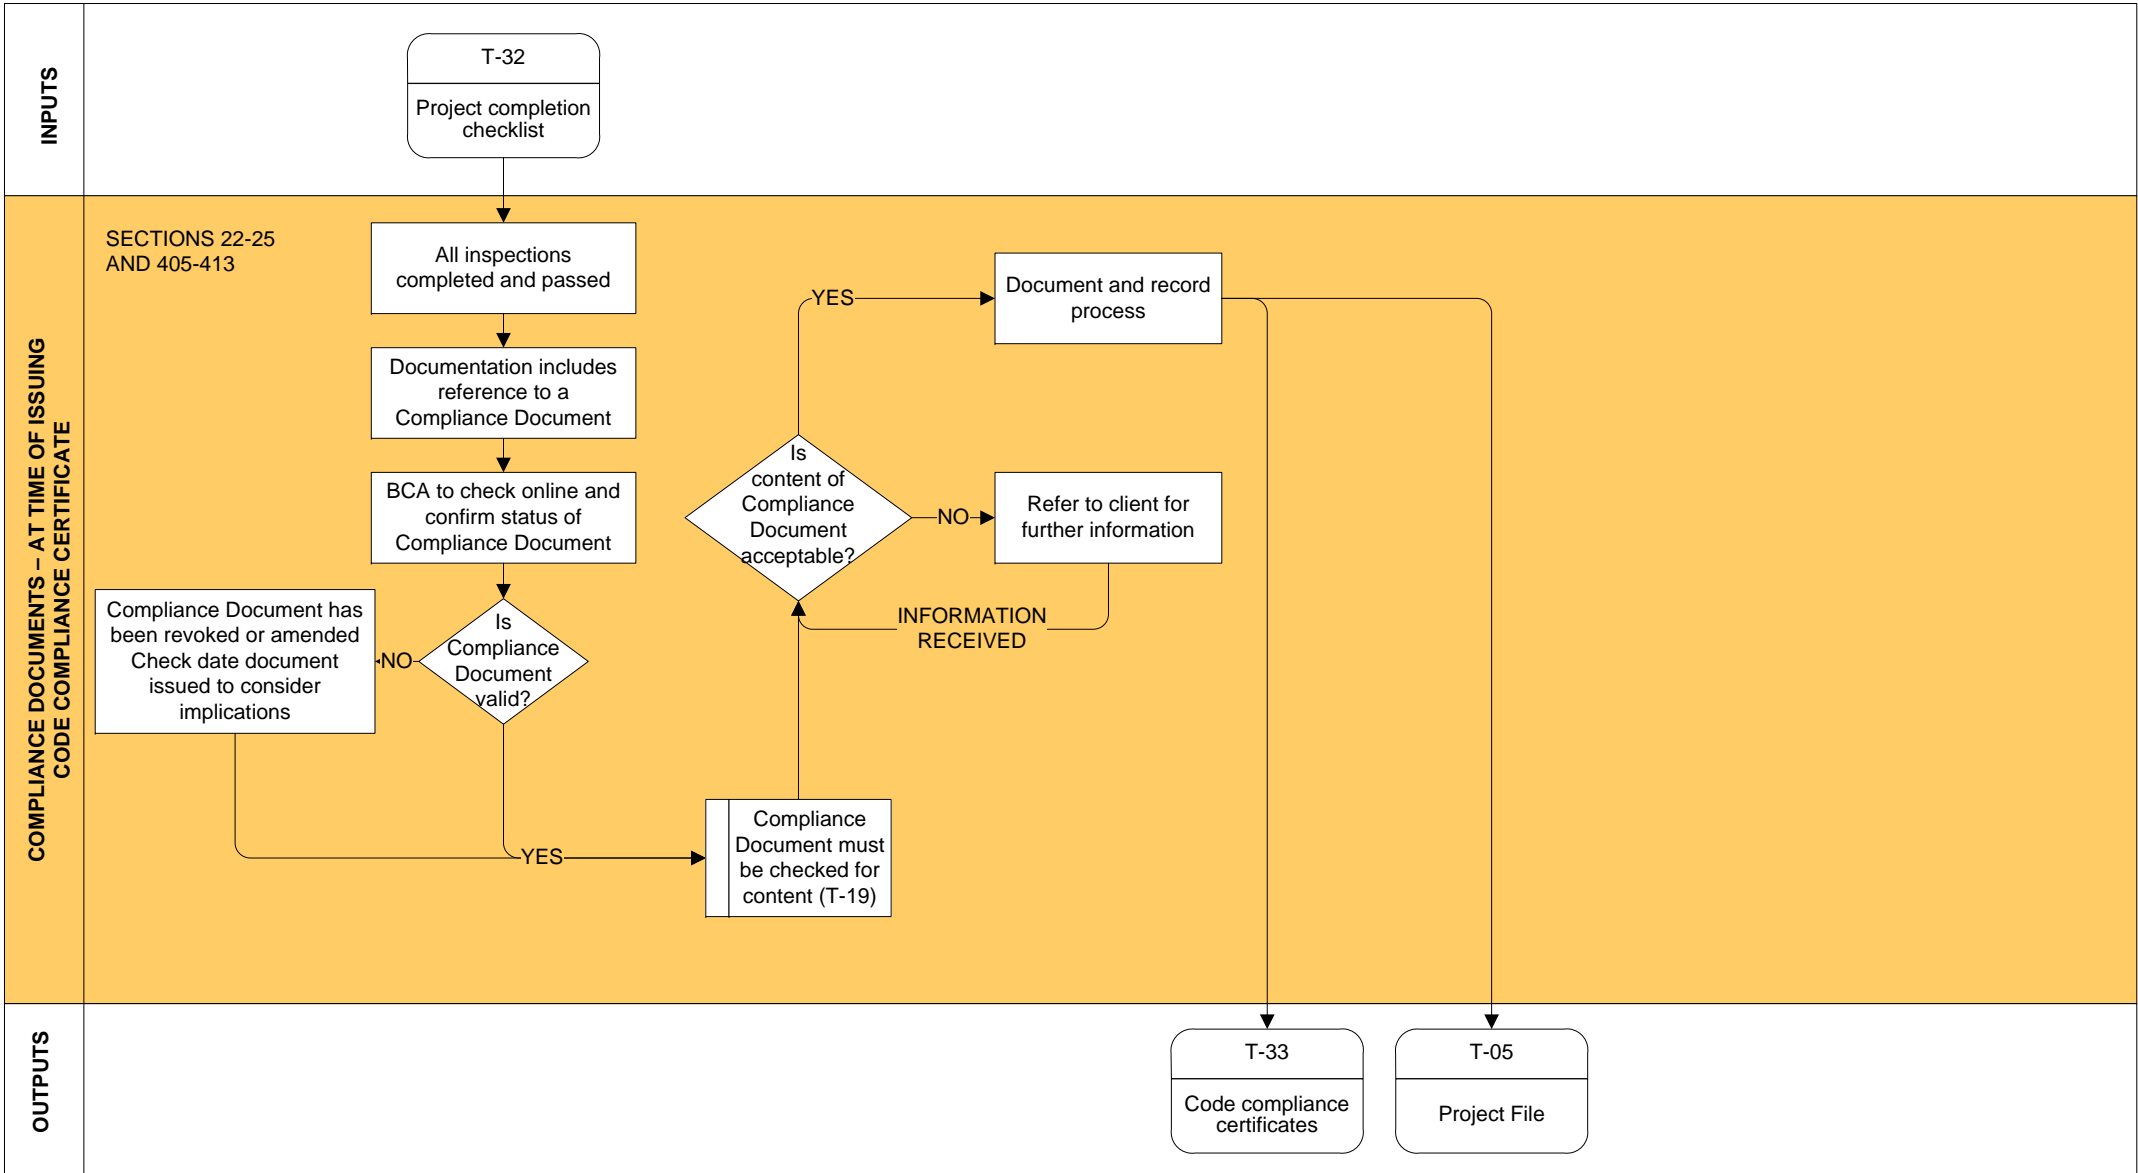 INPUTS
T-32
Project completion
checklist
COMPLIANCE DOCUMENTS – AT TIME OF ISSUING
CODE COMPLIANCE CERTIFICATE
SECTIONS 22-25
AND 405-413
All inspections
completed and passed
Documentation includes
reference to a
Compliance Document
BCA to check online and
confirm status of
Compliance Document
Is
Compliance
Document
valid?
NO
Compliance Document has
been revoked or amended
Check date document
issued to consider
implications
YES
Compliance
Document must
be checked for
content (T-19)
Is
content of
Compliance
Document
acceptable?
YES
Document and record
process
NO
Refer to client for
further information
INFORMATION
RECEIVED
OUTPUTS
T-33
Code compliance
certificates
T-05
Project File